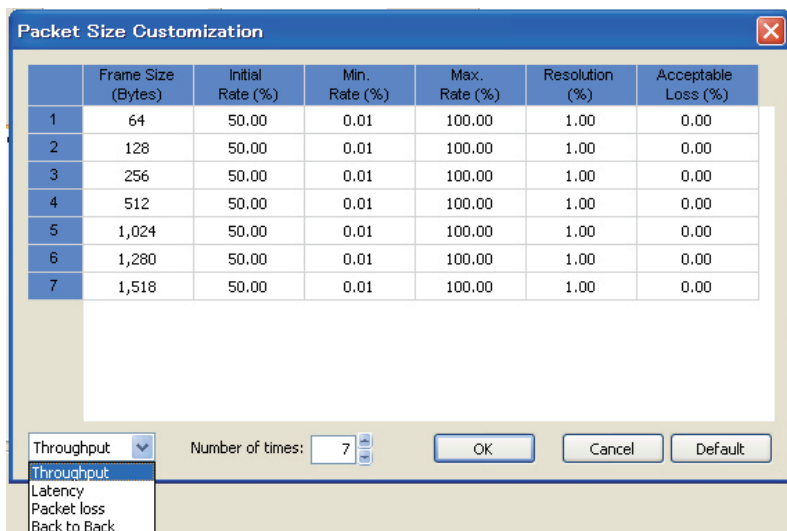 Packet Size Customization
Frame Size (Bytes) Initial Rate (%) Min. Rate (%) Max. Rate (%) Resolution (%) Acceptable Loss (%)
1 64 50.00 0.01 100.00 1.00 0.00
2 128 50.00 0.01 100.00 1.00 0.00
3 256 50.00 0.01 100.00 1.00 0.00
4 512 50.00 0.01 100.00 1.00 0.00
5 1,024 50.00 0.01 100.00 1.00 0.00
6 1,280 50.00 0.01 100.00 1.00 0.00
7 1,518 50.00 0.01 100.00 1.00 0.00
Throughput Number of times: 7 OK Cancel Default
Throughput
Latency
Packet loss
Back to Back